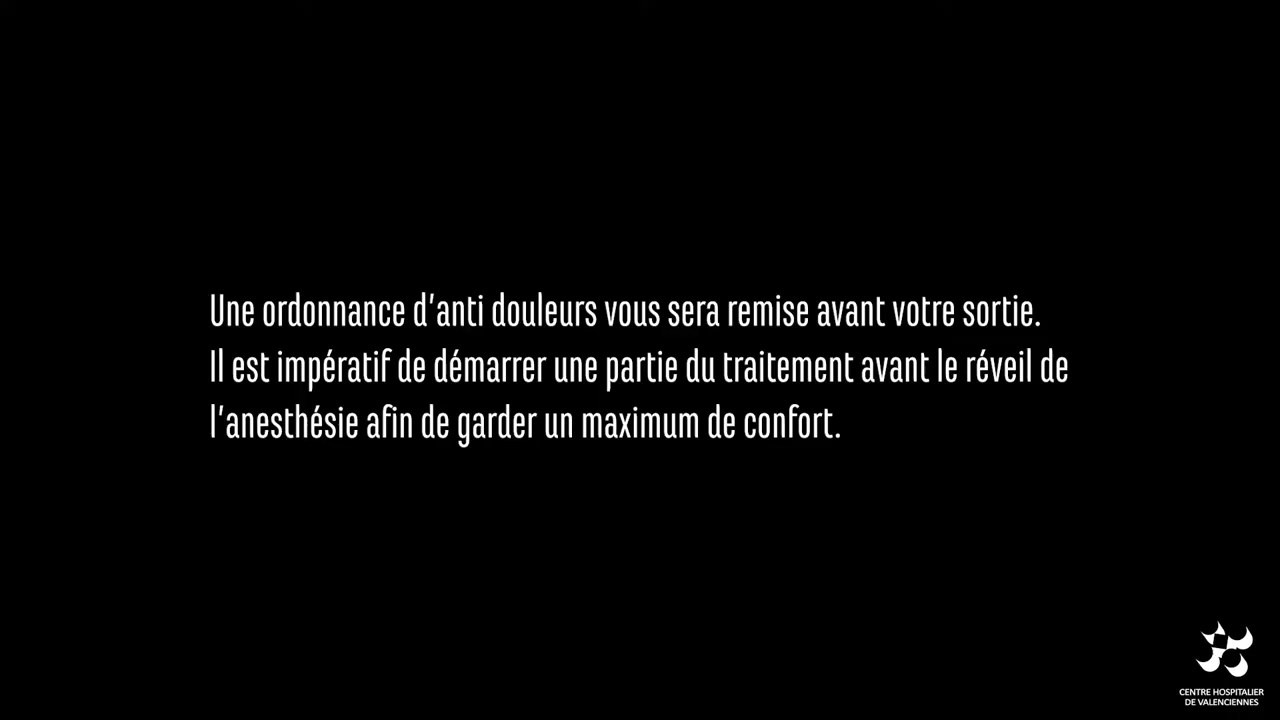 Une ordonnance d'anti douleurs vous sera remise avant votre sortie.
Il est impératif de démarrer une partie du traitement avant le réveil de
l'anesthésie afin de garder un maximum de confort.
CENTRE HOSPITALIER
DE VALENCIENNES